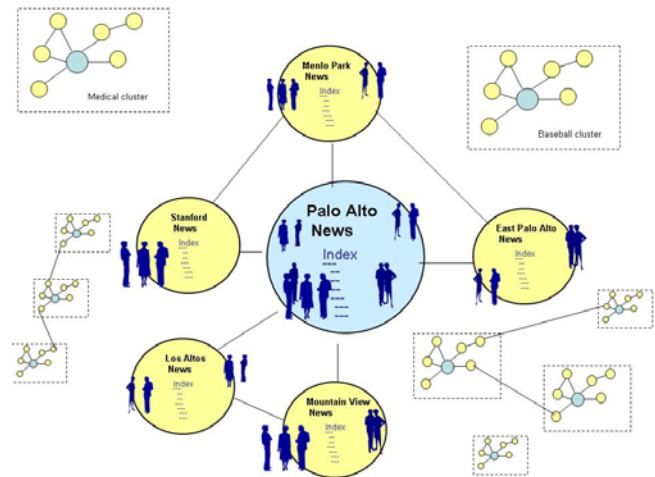 Menlo Park
News
Index
Medical cluster
Baseball cluster
Palo Alto
News
Index
Stanford
News
Index
East Palo Alto
News
Index
Los Altos
News
Index
Mountain View
News
Index